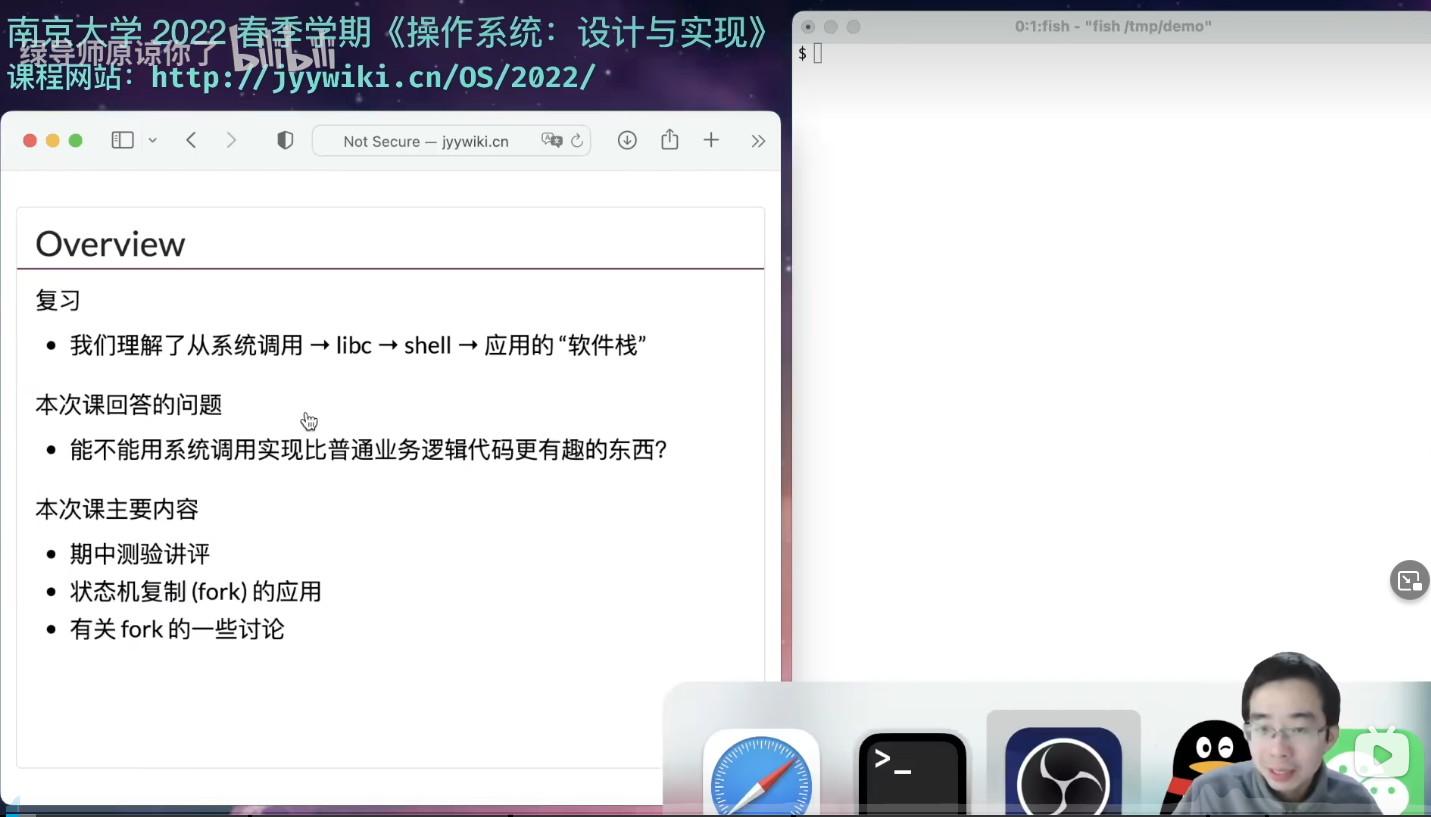 南京大学 2022 春季学期《操作系统：设计与实现》
绿导师原谅你了 bilibili
课程网站：http://jyywiki.cn/OS/2022/
0:1:fish - "fish /tmp/demo"
$
Not Secure — jyywiki.cn
Overview
复习
• 我们理解了从系统调用 → libc → shell → 应用的 “软件栈”
本次课回答的问题
• 能不能用系统调用实现比普通业务逻辑代码更有趣的东西?
本次课主要内容
• 期中测验讲评
• 状态机复制 (fork) 的应用
• 有关 fork 的一些讨论
>_